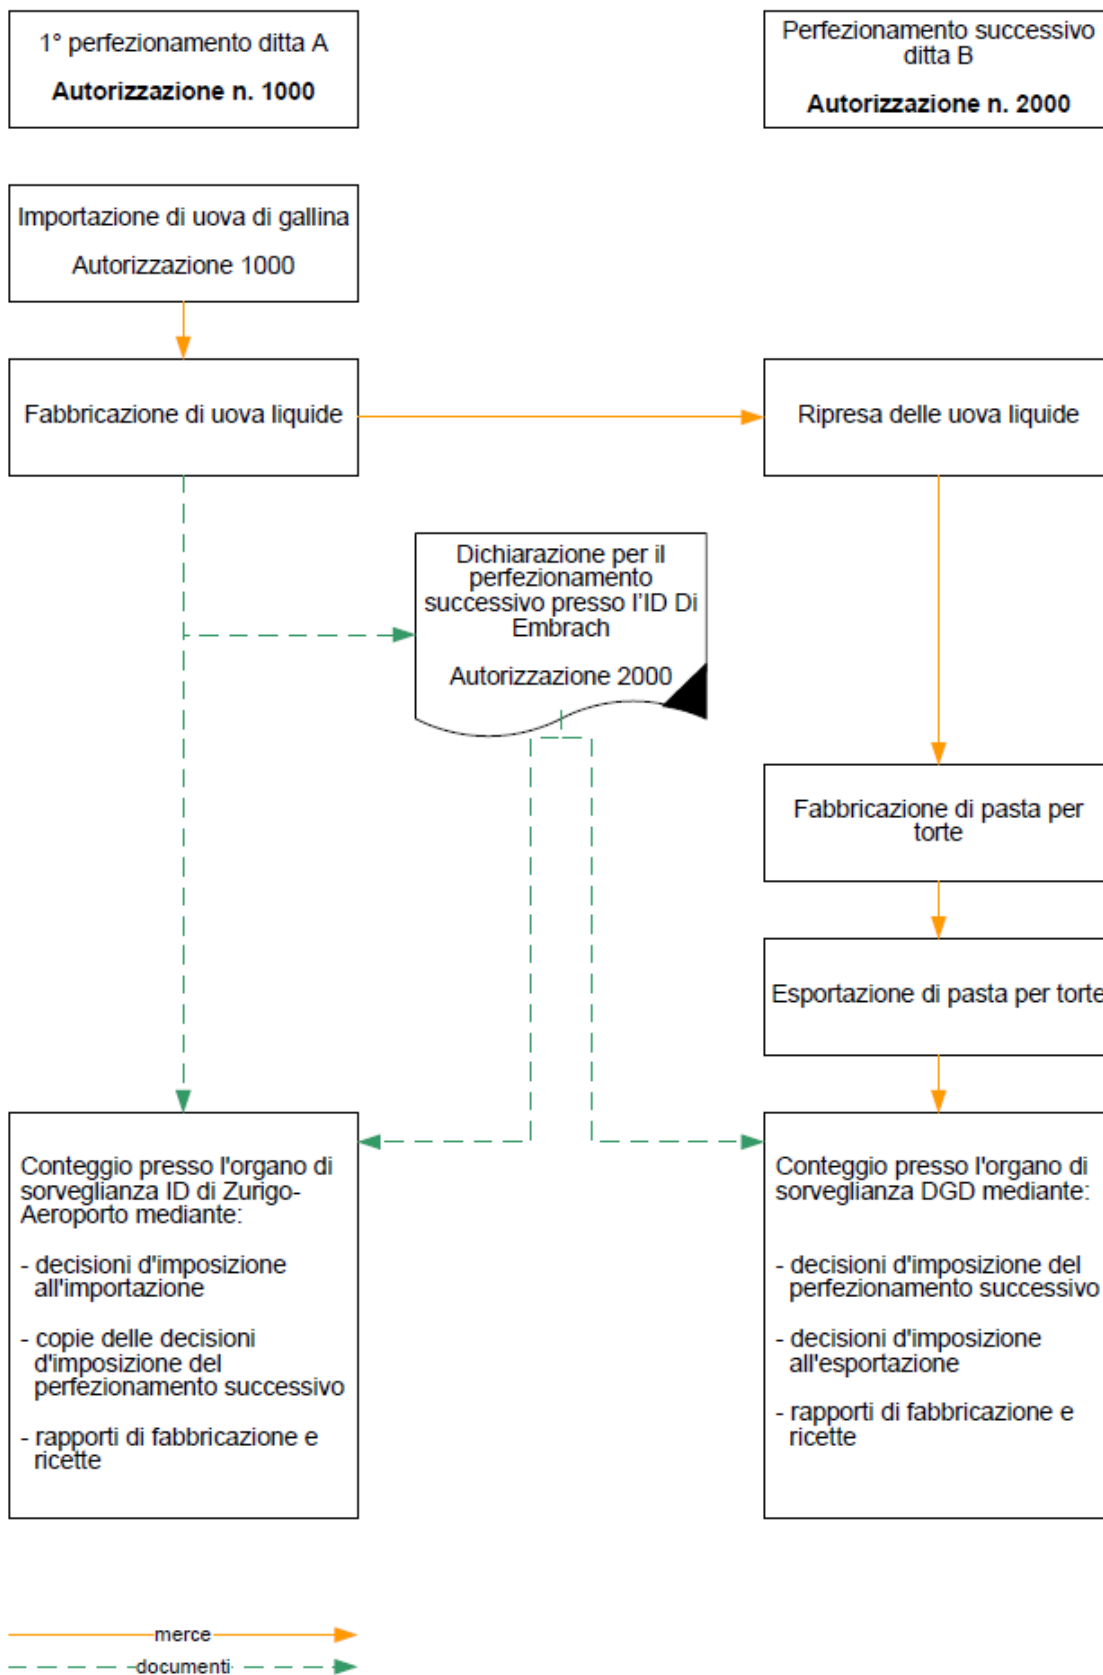 1° perfezionamento ditta A
Autorizzazione n. 1000
Perfezionamento successivo
ditta B
Autorizzazione n. 2000
Importazione di uova di gallina
Autorizzazione 1000
Fabbricazione di uova liquide
Ripresa delle uova liquide
Dichiarazione per il
perfezionamento
successivo presso l'ID Di
Embrach
Autorizzazione 2000
Fabbricazione di pasta per
torte
Esportazione di pasta per torte
Conteggio presso l'organo di
sorveglianza ID di Zurigo-
Aeroporto mediante:
- decisioni d'imposizione
all'importazione
- copie delle decisioni
d'imposizione del
perfezionamento successivo
- rapporti di fabbricazione e
ricette
Conteggio presso l'organo di
sorveglianza DGD mediante:
- decisioni d'imposizione del
perfezionamento successivo
- decisioni d'imposizione
all'esportazione
- rapporti di fabbricazione e
ricette
merce
documenti